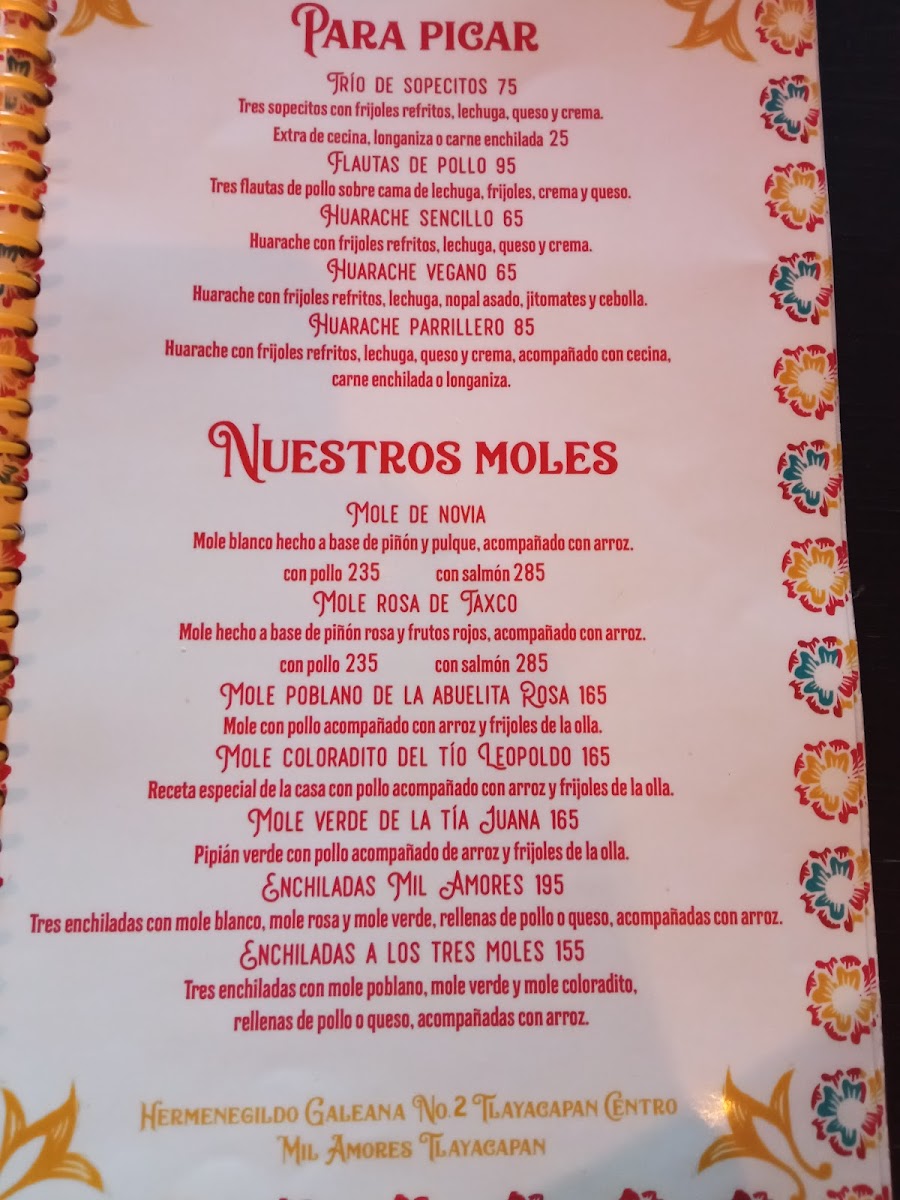 Para picar
Trío de sopecitos 75
Tres sopecitos con frijoles refritos, lechuga, queso y crema.
Extra de cecina, longaniza o carne enchilada 25
Flautas de pollo 95
Tres flautas de pollo sobre cama de lechuga, frijoles, crema y queso.
Huarache sencillo 65
Huarache con frijoles refritos, lechuga, queso y crema.
Huarache vegano 65
Huarache con frijoles refritos, lechuga, nopal asado, jitomates y cebolla.
Huarache parrillero 85
Huarache con frijoles refritos, lechuga, queso y crema, acompañado con cecina,
carne enchilada o longaniza.
Nuestros moles
Mole de novia
Mole blanco hecho a base de piñón y pulque, acompañado con arroz.
con pollo 235 con salmón 285
Mole rosa de Taxco
Mole hecho a base de piñón rosa y frutos rojos, acompañado con arroz.
con pollo 235 con salmón 285
Mole poblano de la abuelita Rosa 165
Mole con pollo acompañado con arroz y frijoles de la olla.
Mole coloradito del tío Leopoldo 165
Receta especial de la casa con pollo acompañado con arroz y frijoles de la olla.
Mole verde de la tía Juana 165
Pipián verde con pollo acompañado de arroz y frijoles de la olla.
Enchiladas Mil Amores 195
Tres enchiladas con mole blanco, mole rosa y mole verde, rellenas de pollo o queso, acompañadas con arroz.
Enchiladas a los tres moles 155
Tres enchiladas con mole poblano, mole verde y mole coloradito,
rellenas de pollo o queso, acompañadas con arroz.
Hermenegildo Galeana No. 2 Tlayacapan Centro
Mil Amores Tlayacapan